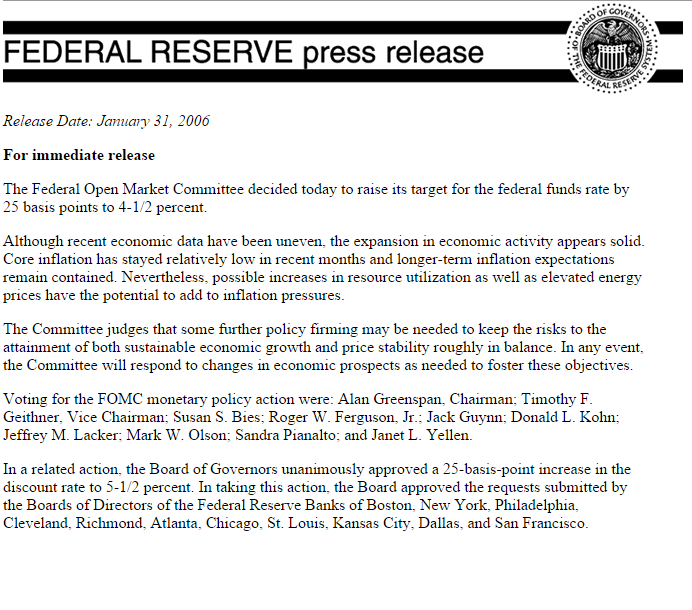 FEDERAL RESERVE press release
BOARD OF GOVERNORS OF THE FEDERAL RESERVE SYSTEM
Release Date: January 31, 2006
For immediate release
The Federal Open Market Committee decided today to raise its target for the federal funds rate by
25 basis points to 4-1/2 percent.
Although recent economic data have been uneven, the expansion in economic activity appears solid.
Core inflation has stayed relatively low in recent months and longer-term inflation expectations
remain contained. Nevertheless, possible increases in resource utilization as well as elevated energy
prices have the potential to add to inflation pressures.
The Committee judges that some further policy firming may be needed to keep the risks to the
attainment of both sustainable economic growth and price stability roughly in balance. In any event,
the Committee will respond to changes in economic prospects as needed to foster these objectives.
Voting for the FOMC monetary policy action were: Alan Greenspan, Chairman; Timothy F.
Geithner, Vice Chairman; Susan S. Bies; Roger W. Ferguson, Jr.; Jack Guynn; Donald L. Kohn;
Jeffrey M. Lacker; Mark W. Olson; Sandra Pianalto; and Janet L. Yellen.
In a related action, the Board of Governors unanimously approved a 25-basis-point increase in the
discount rate to 5-1/2 percent. In taking this action, the Board approved the requests submitted by
the Boards of Directors of the Federal Reserve Banks of Boston, New York, Philadelphia,
Cleveland, Richmond, Atlanta, Chicago, St. Louis, Kansas City, Dallas, and San Francisco.